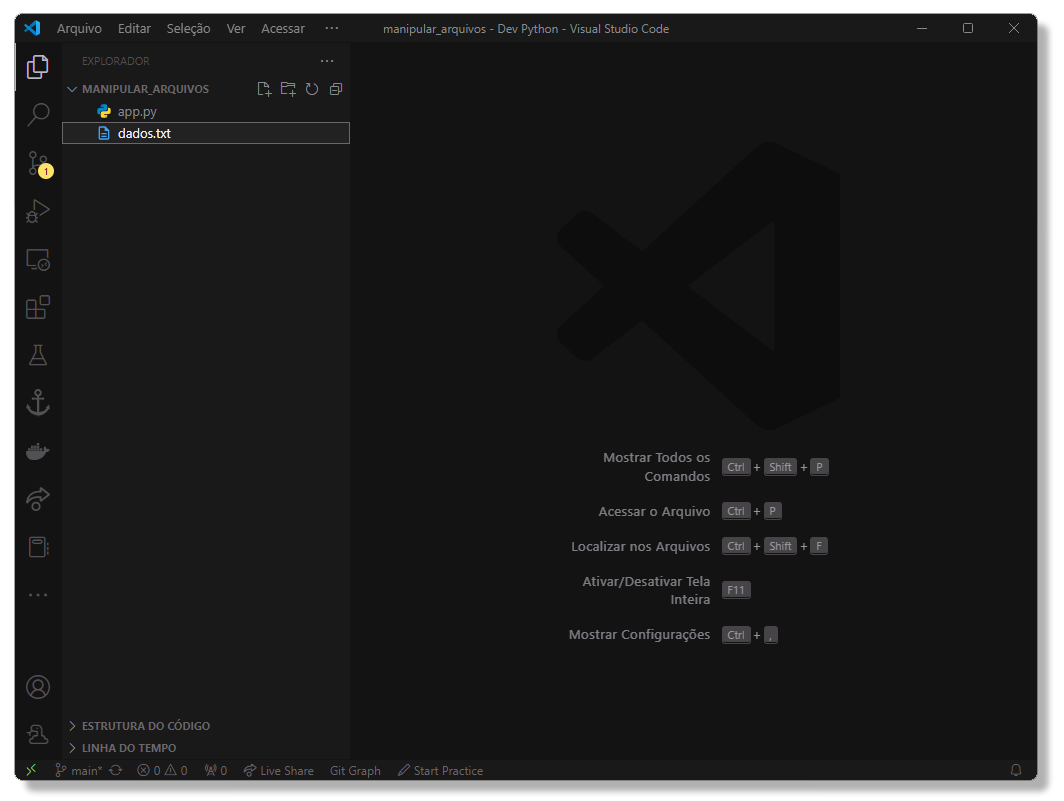 Arquivo Editar Seleção Ver Acessar ··· manipular_arquivos - Dev Python - Visual Studio Code
EXPLORADOR ···
MANIPULAR_ARQUIVOS
app.py
dados.txt
1
Mostrar Todos os
Comandos Ctrl + Shift + P
Acessar o Arquivo Ctrl + P
Localizar nos Arquivos Ctrl + Shift + F
Ativar/Desativar Tela
Inteira F11
Mostrar Configurações Ctrl + ,
ESTRUTURA DO CÓDIGO
LINHA DO TEMPO
main* 0 0 0 Live Share Git Graph Start Practice